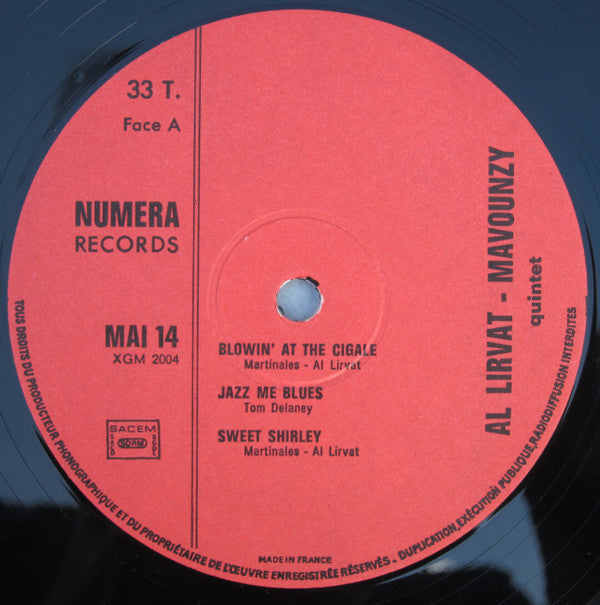 33 T.
Face A
NUMERA
RECORDS
MAI 14
XGM 2004
BLOWIN' AT THE CIGALE
Martinales - Al Lirvat
JAZZ ME BLUES
Tom Delaney
SWEET SHIRLEY
Martinales - Al Lirvat
SACEM
SACD SDRM SGDL
AL LIRVAT - MAVOUNZY
quintet
MADE IN FRANCE
TOUS DROITS DU PRODUCTEUR PHONOGRAPHIQUE ET DU PROPRIÉTAIRE DE L'ŒUVRE ENREGISTRÉE RÉSERVÉS - DUPLICATION, EXÉCUTION PUBLIQUE, RADIODIFFUSION INTERDITES